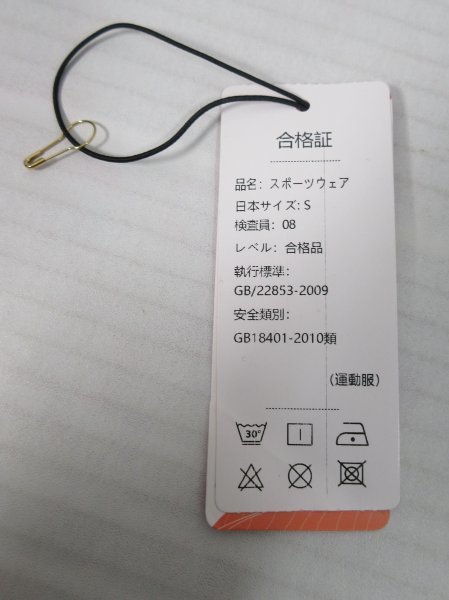 合格証
品名: スポーツウェア
日本サイズ: S
検査員: 08
レベル: 合格品
執行標準:
GB/22853-2009
安全類別:
GB18401-2010類
（運動服）
30°